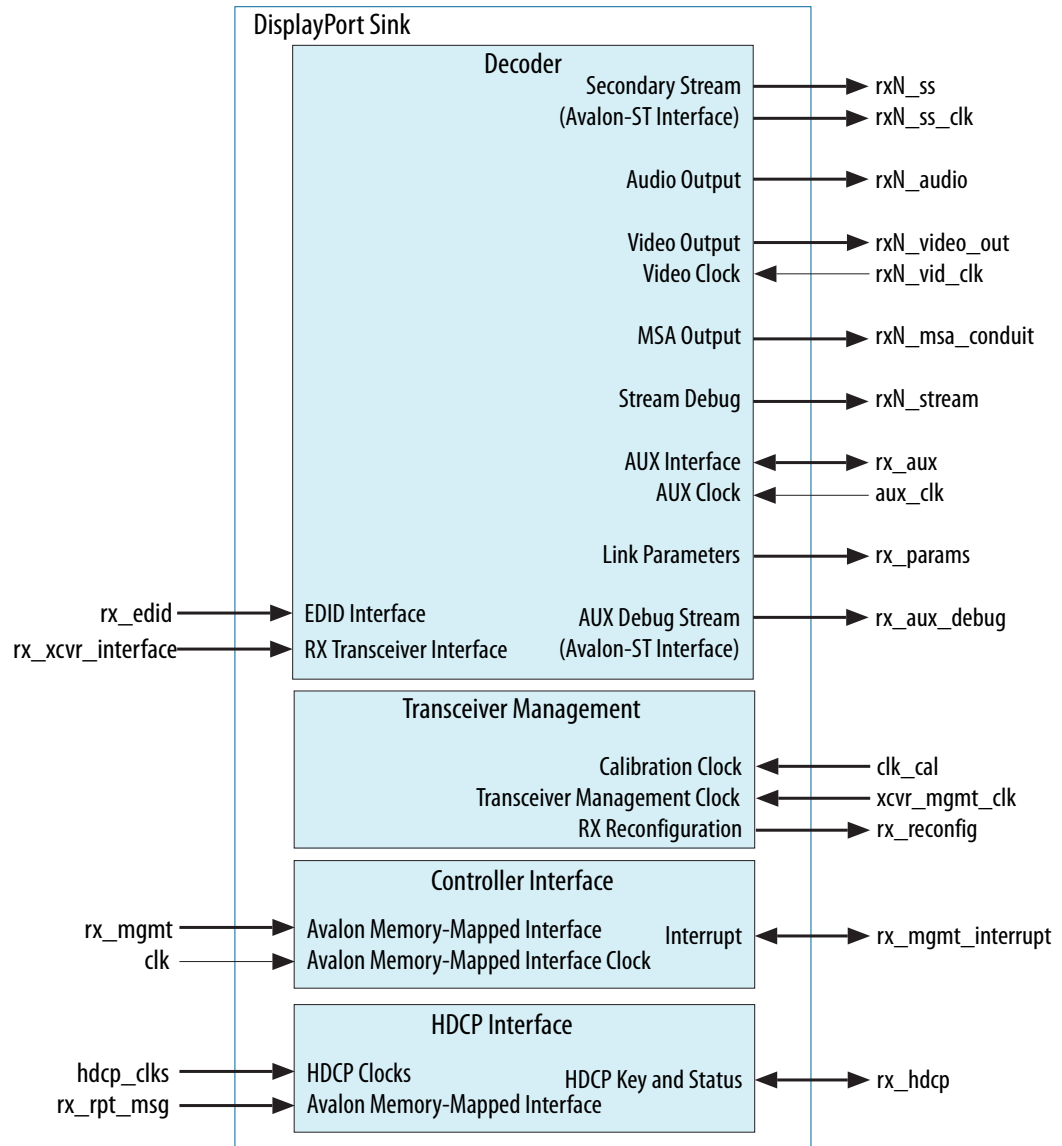 DisplayPort Sink
Decoder
Secondary Stream
rxN_ss
(Avalon-ST Interface)
rxN_ss_clk
Audio Output
rxN_audio
Video Output
rxN_video_out
Video Clock
rxN_vid_clk
MSA Output
rxN_msa_conduit
Stream Debug
rxN_stream
AUX Interface
rx_aux
AUX Clock
aux_clk
Link Parameters
rx_params
rx_edid
EDID Interface
AUX Debug Stream
rx_aux_debug
rx_xcvr_interface
RX Transceiver Interface
(Avalon-ST Interface)
Transceiver Management
Calibration Clock
clk_cal
Transceiver Management Clock
xcvr_mgmt_clk
RX Reconfiguration
rx_reconfig
Controller Interface
rx_mgmt
Avalon Memory-Mapped Interface
Interrupt
rx_mgmt_interrupt
clk
Avalon Memory-Mapped Interface Clock
HDCP Interface
hdcp_clks
HDCP Clocks
HDCP Key and Status
rx_hdcp
rx_rpt_msg
Avalon Memory-Mapped Interface